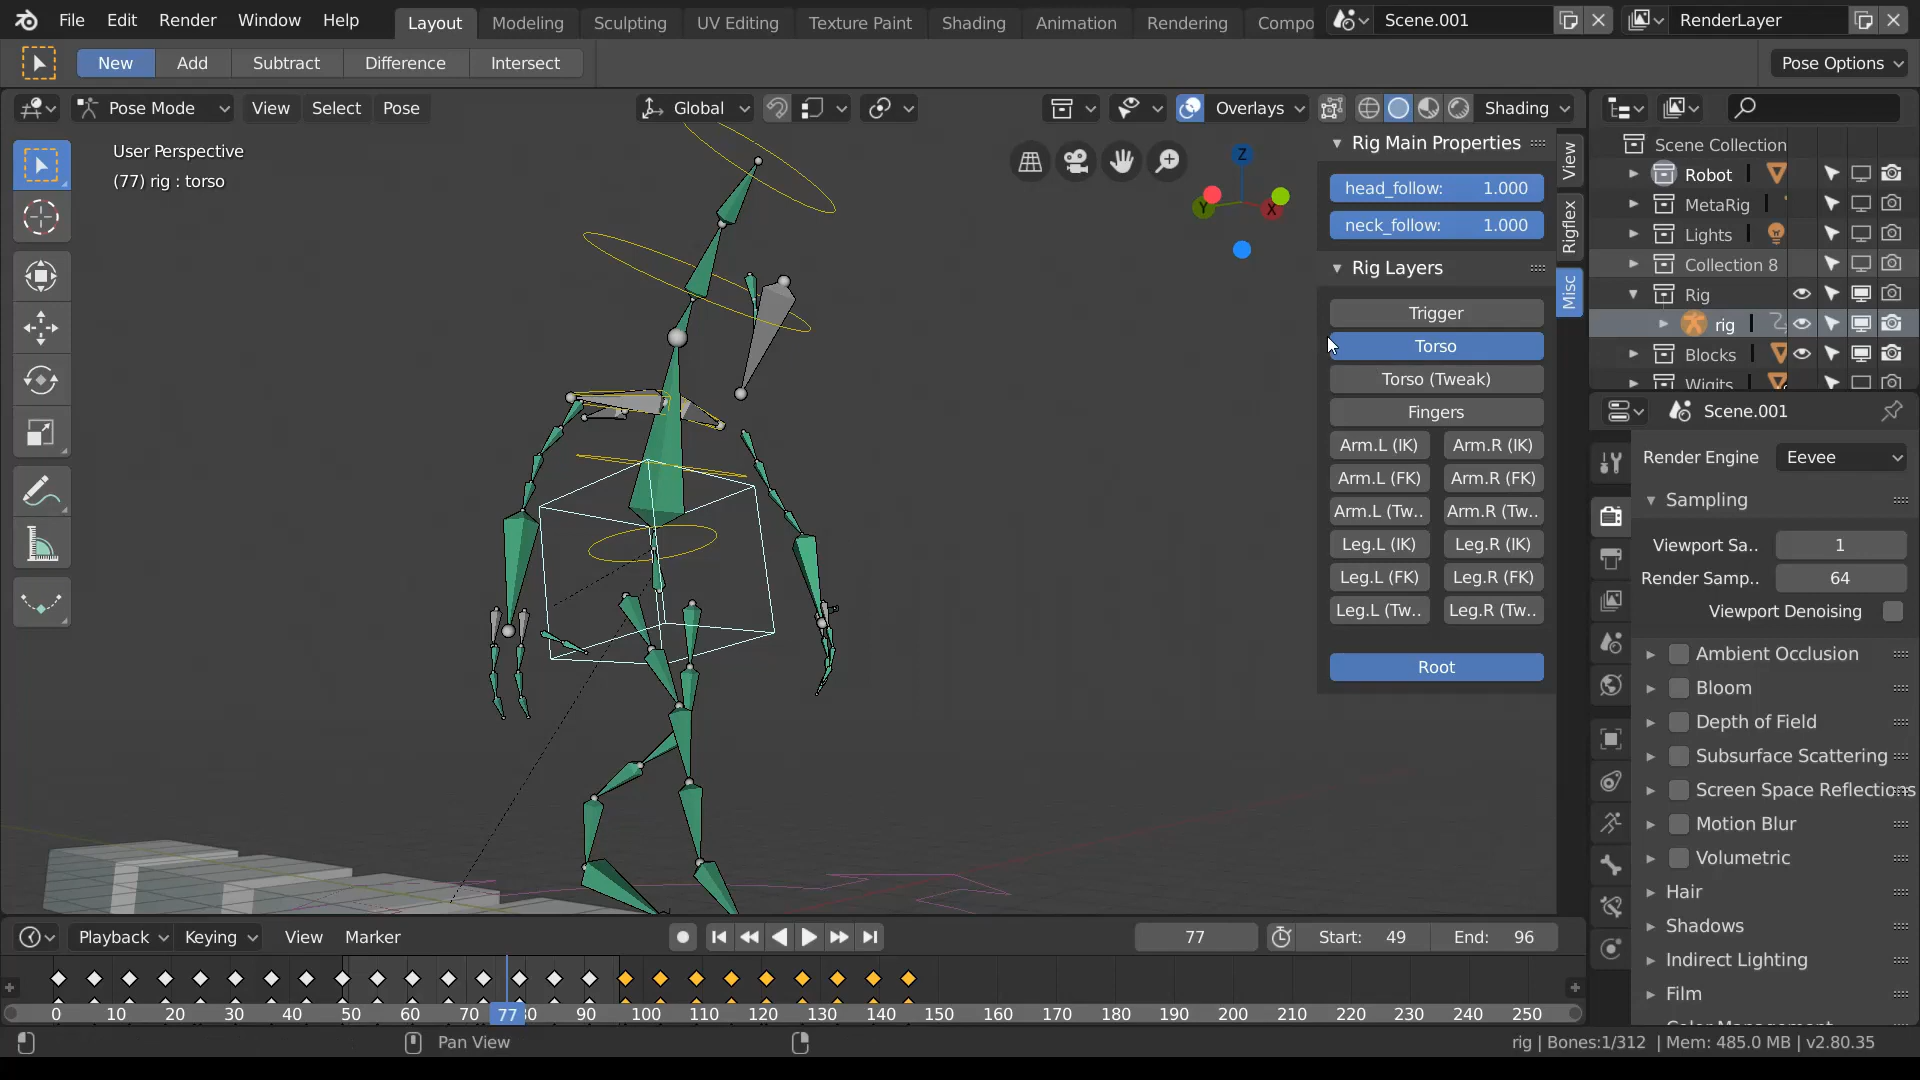 File Edit Render Window Help Layout Modeling Sculpting UV Editing Texture Paint Shading Animation Rendering Compo Scene.001 RenderLayer
New Add Subtract Difference Intersect Pose Options
Pose Mode View Select Pose Global Overlays Shading
User Perspective
(77) rig : torso
Z
Y
X
Rig Main Properties
head_follow: 1.000
neck_follow: 1.000
Rig Layers
Trigger
Torso
Torso (Tweak)
Fingers
Arm.L (IK) Arm.R (IK)
Arm.L (FK) Arm.R (FK)
Arm.L (Tw.. Arm.R (Tw..
Leg.L (IK) Leg.R (IK)
Leg.L (FK) Leg.R (FK)
Leg.L (Tw.. Leg.R (Tw..
Root
View
Rigflex
Misc
Scene Collection
Robot
MetaRig
Lights
Collection 8
Rig
rig
Blocks
Wigits
Scene.001
Render Engine Eevee
Sampling
Viewport Sa.. 1
Render Samp.. 64
Viewport Denoising
Ambient Occlusion
Bloom
Depth of Field
Subsurface Scattering
Screen Space Reflections
Motion Blur
Volumetric
Hair
Shadows
Indirect Lighting
Film
Color Management
Playback Keying View Marker 77 Start: 49 End: 96
0 10 20 30 40 50 60 70 77 80 90 100 110 120 130 140 150 160 170 180 190 200 210 220 230 240 250
Pan View rig | Bones:1/312 | Mem: 485.0 MB | v2.80.35